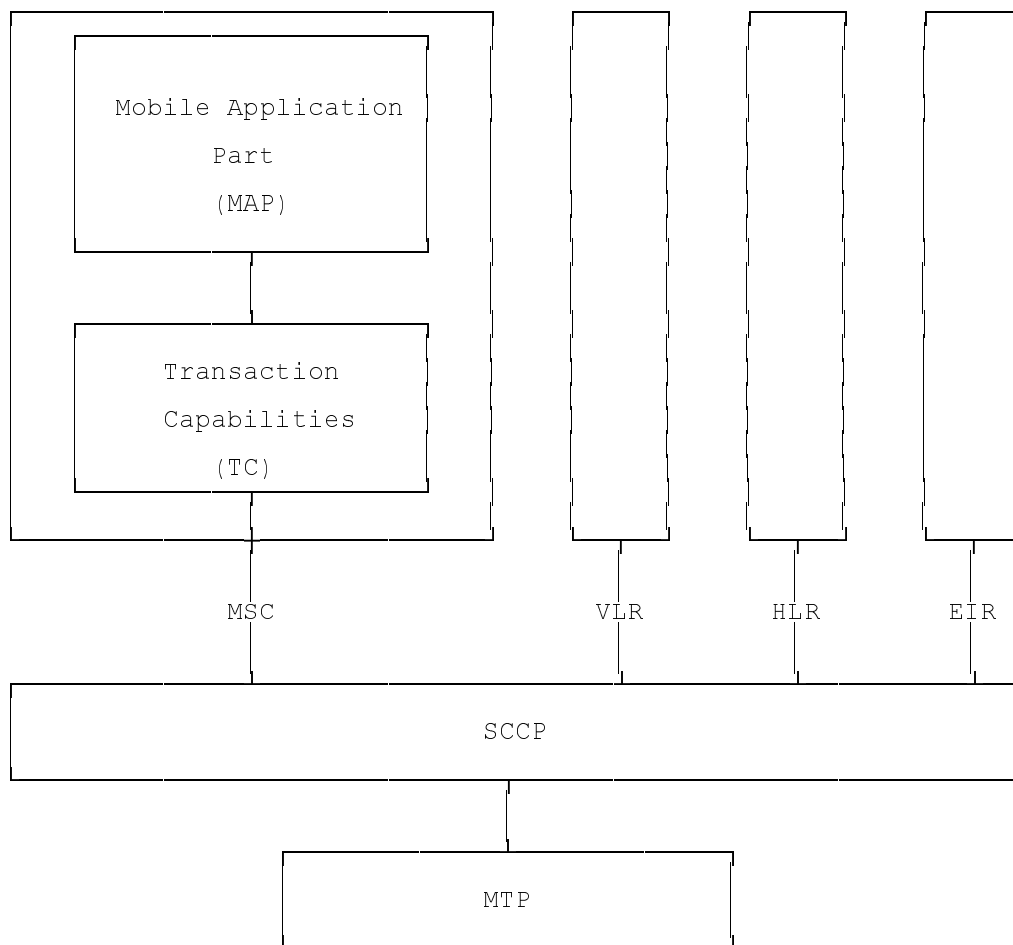 Mobile Application
Part
(MAP)
Transaction
Capabilities
(TC)
MSC
VLR
HLR
EIR
SCCP
MTP